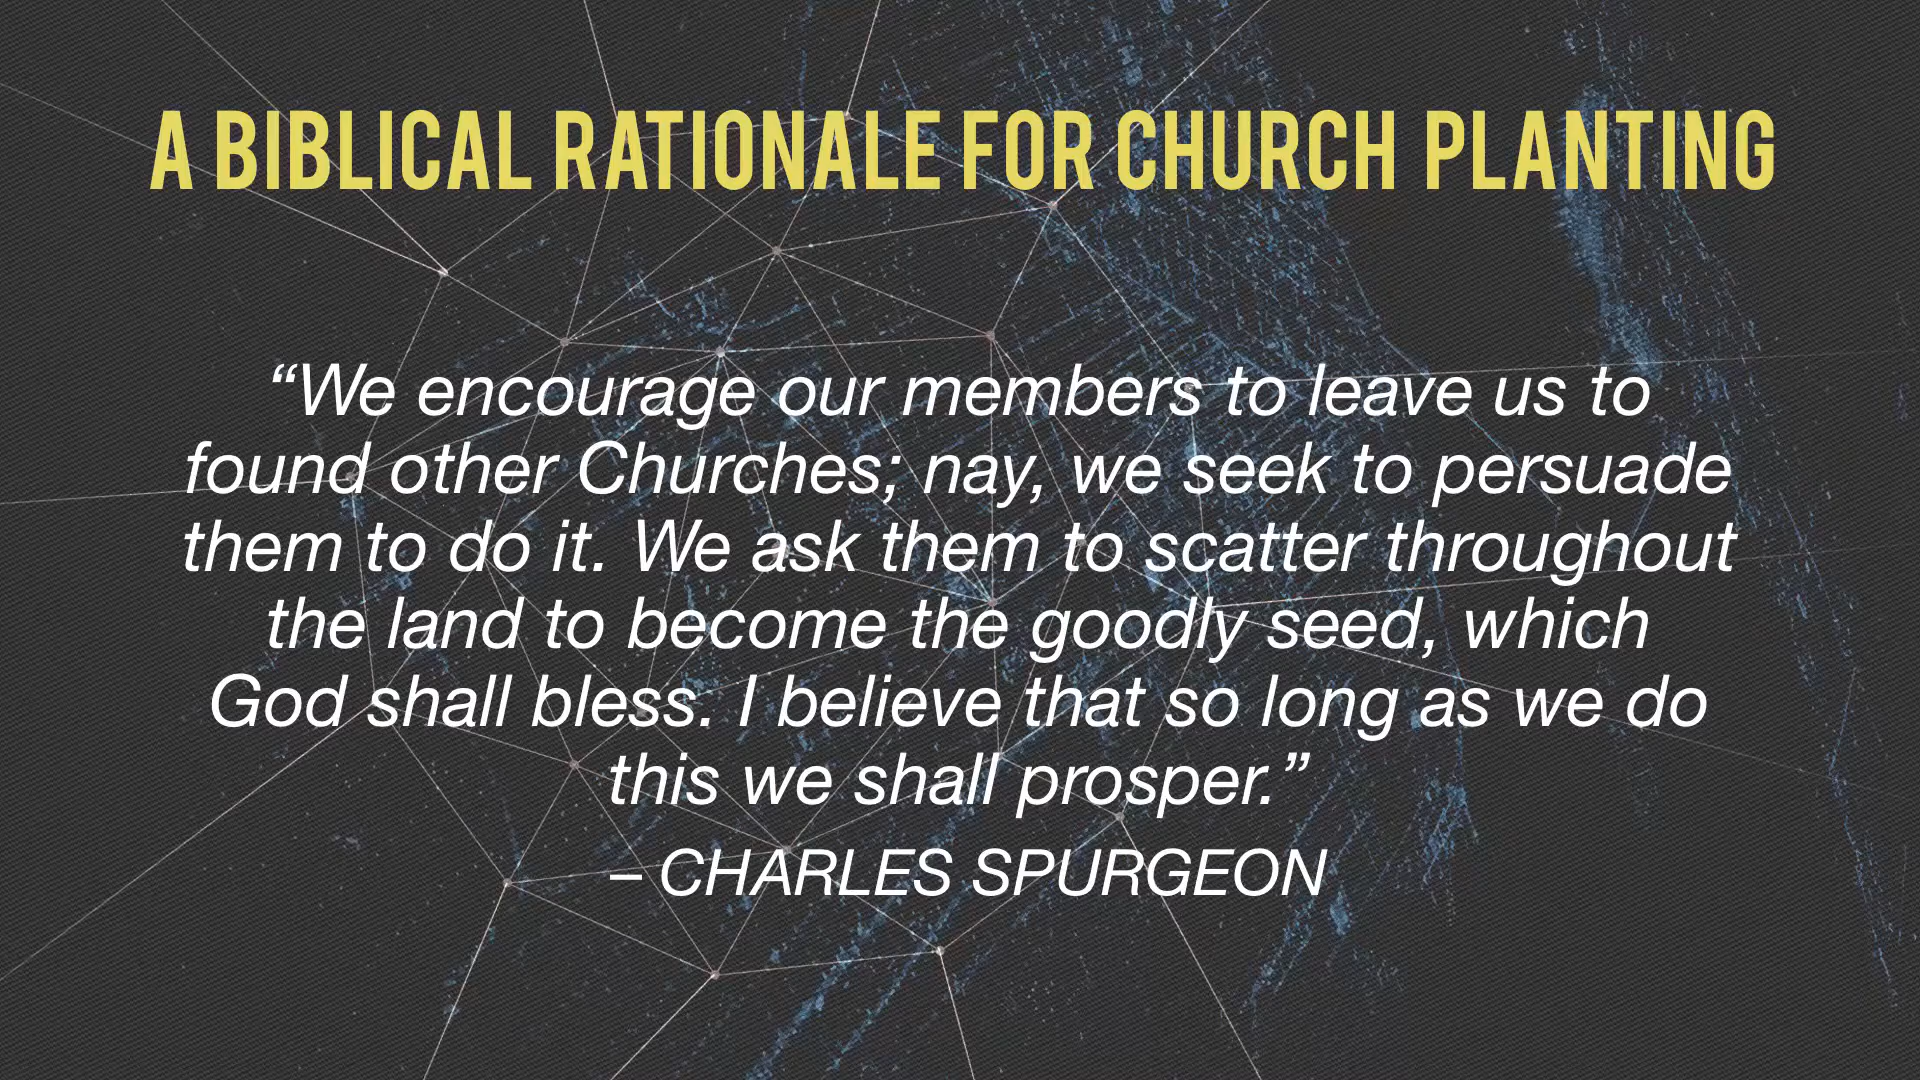 A BIBLICAL RATIONALE FOR CHURCH PLANTING
“We encourage our members to leave us to
found other Churches; nay, we seek to persuade
them to do it. We ask them to scatter throughout
the land to become the goodly seed, which
God shall bless. I believe that so long as we do
this we shall prosper.”
– CHARLES SPURGEON